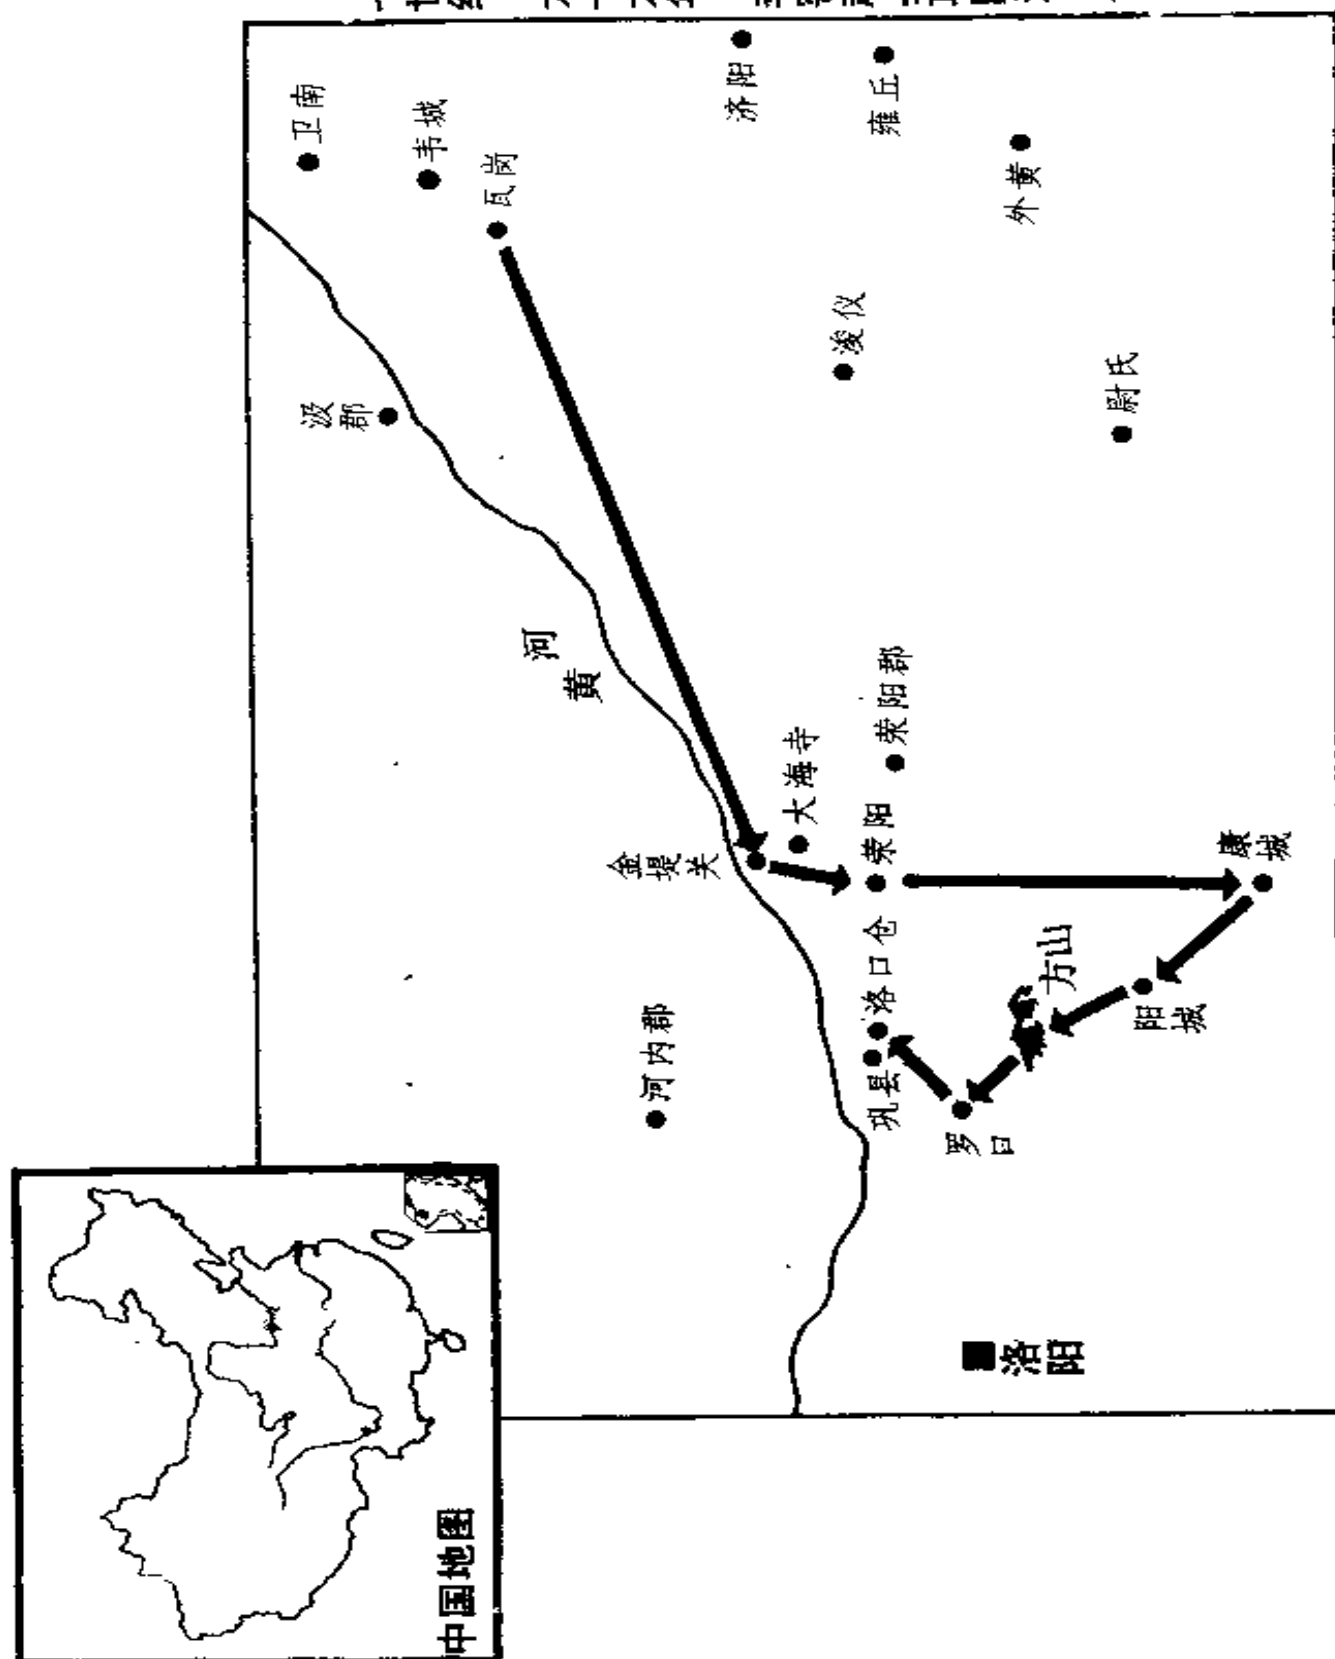 卫南
韦城
瓦岗
济阳
雍丘
外黄
汲郡
浚仪
尉氏
黄河
金堤关
大海寺
荥阳郡
荥阳
洛口仓
巩县
河内郡
方山
康城
阳城
罗口
洛阳
中国地图